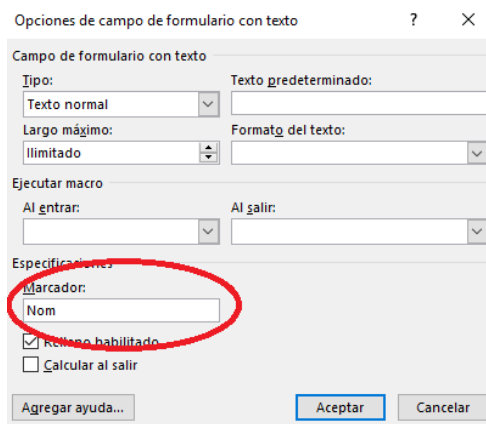 Opciones de campo de formulario con texto ? ×
Campo de formulario con texto
Tipo: Texto predeterminado:
Texto normal
Largo máximo: Formato del texto:
Ilimitado
Ejecutar macro
Al entrar: Al salir:
Especificaciones
Marcador:
Nom
Relleno habilitado
Calcular al salir
Agregar ayuda... Aceptar Cancelar